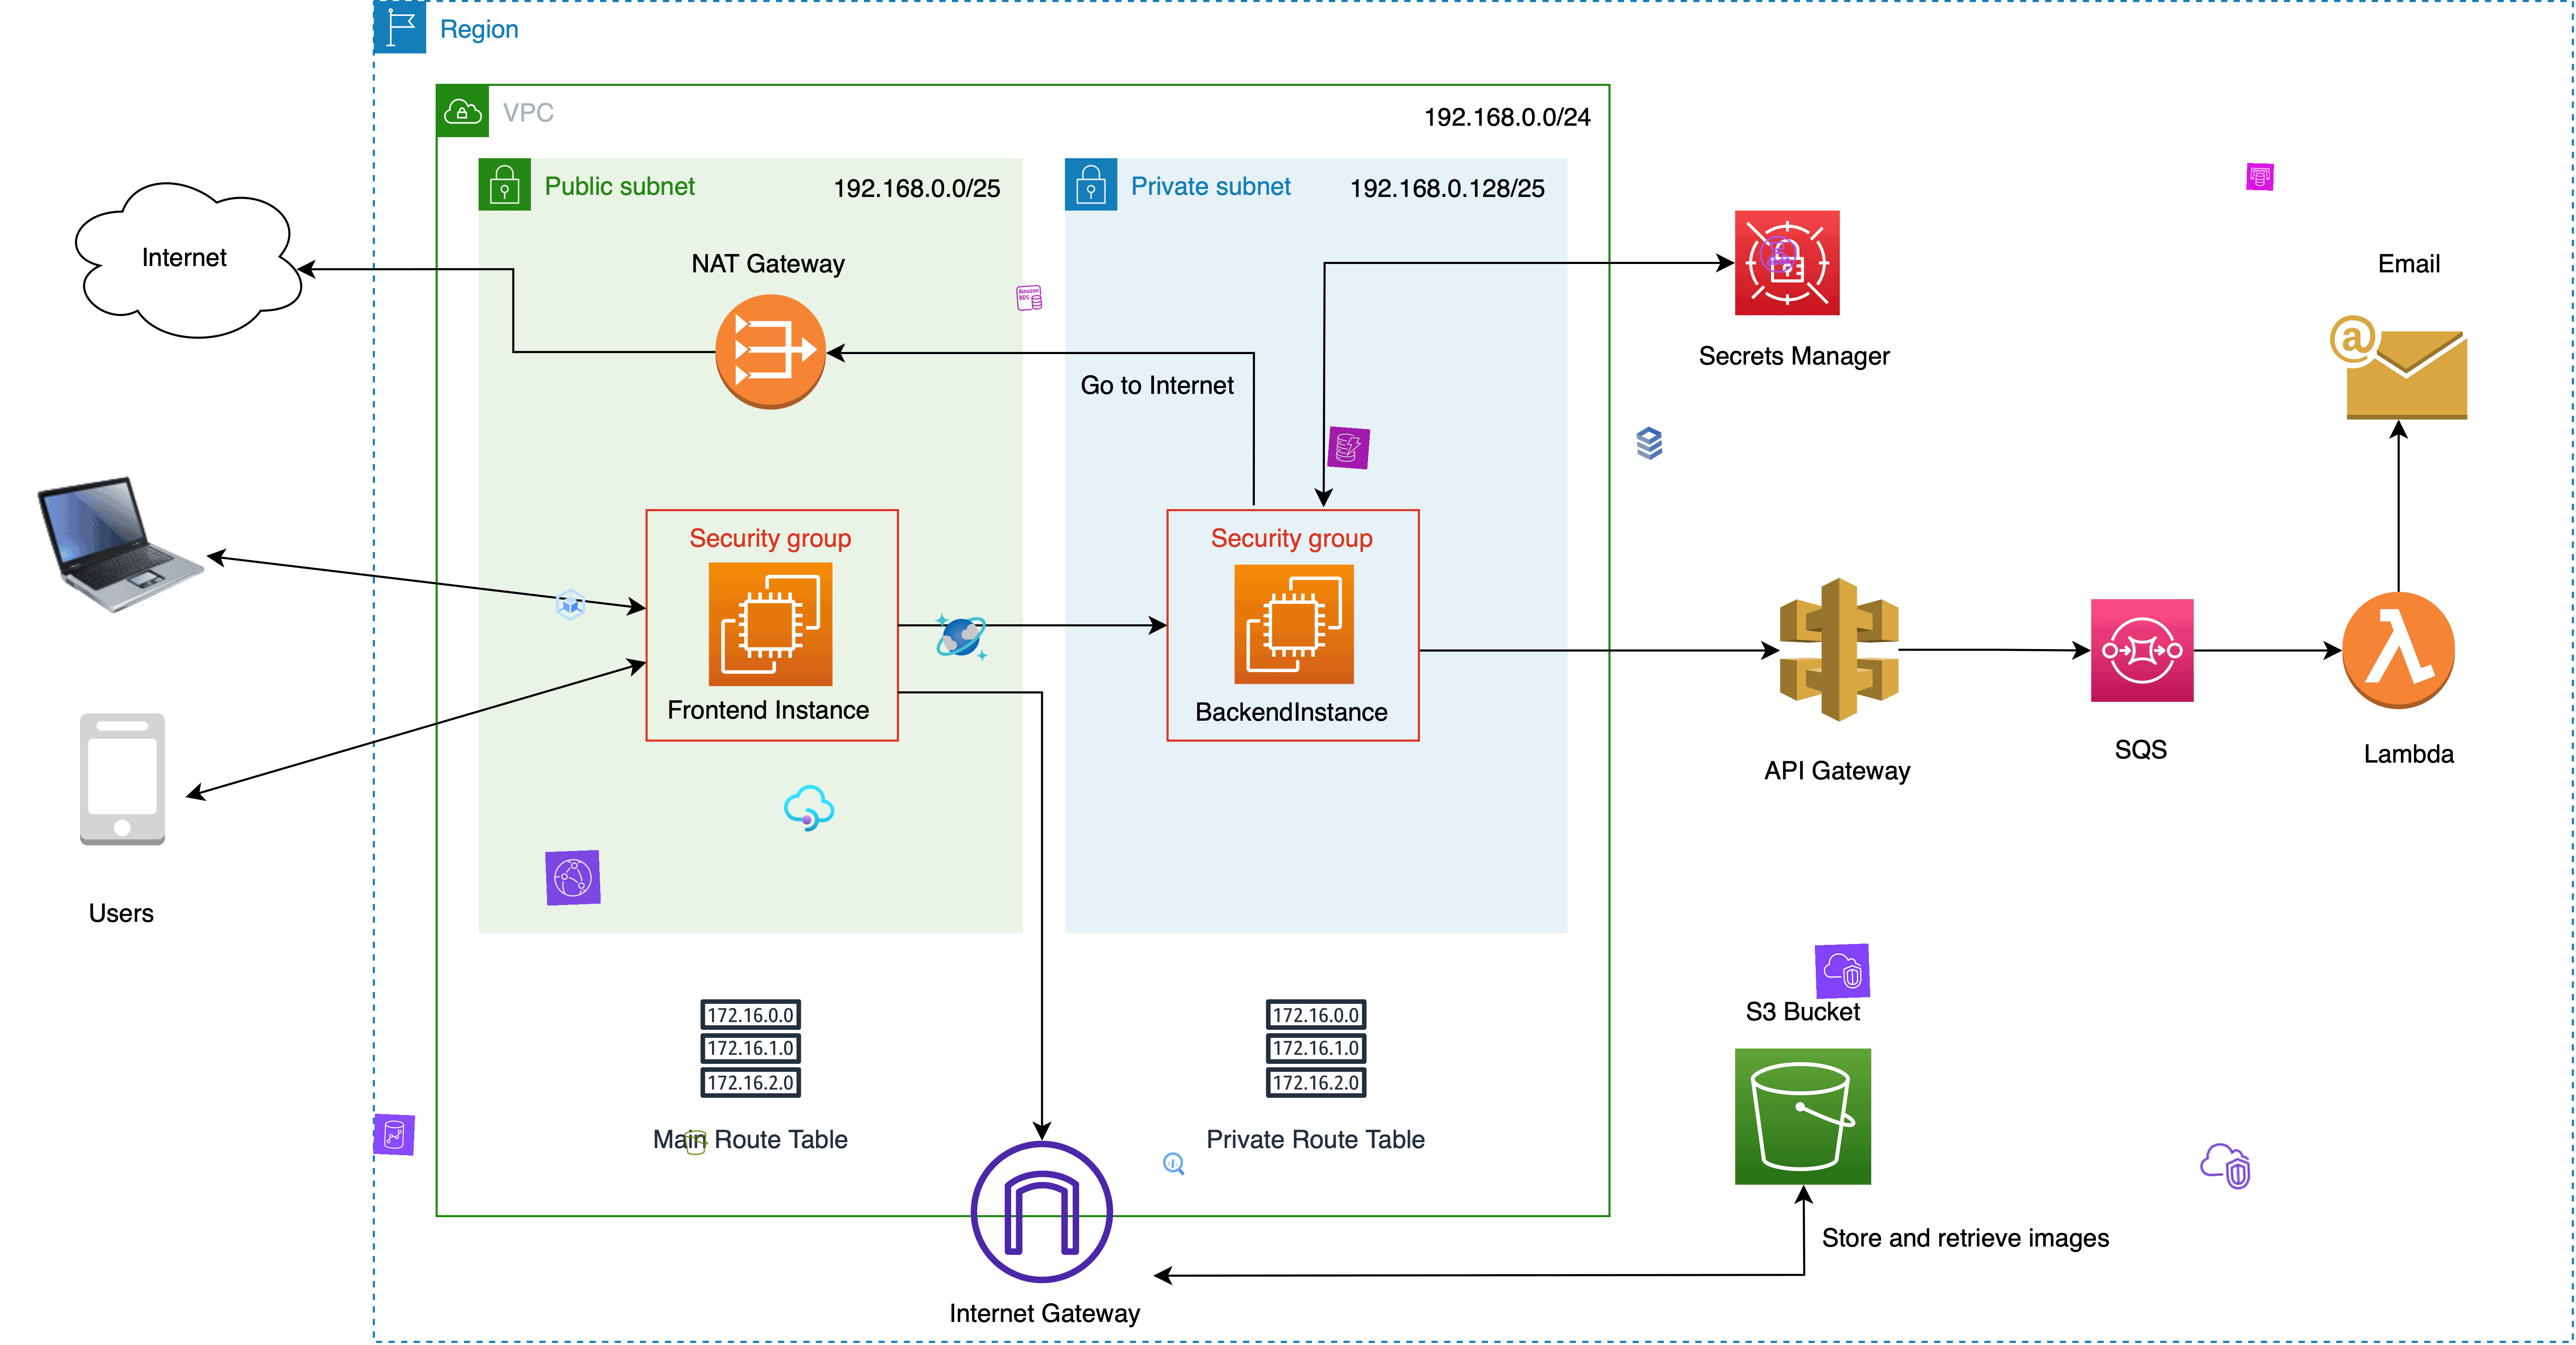 Region
VPC
192.168.0.0/24
Public subnet
192.168.0.0/25
Private subnet
192.168.0.128/25
Internet
NAT Gateway
Amazon
RDS
Go to Internet
Secrets Manager
Email
@
Security group
Frontend Instance
Security group
BackendInstance
API Gateway
SQS
Lambda
Users
172.16.0.0
172.16.1.0
172.16.2.0
Main Route Table
172.16.0.0
172.16.1.0
172.16.2.0
Private Route Table
S3 Bucket
Store and retrieve images
Internet Gateway